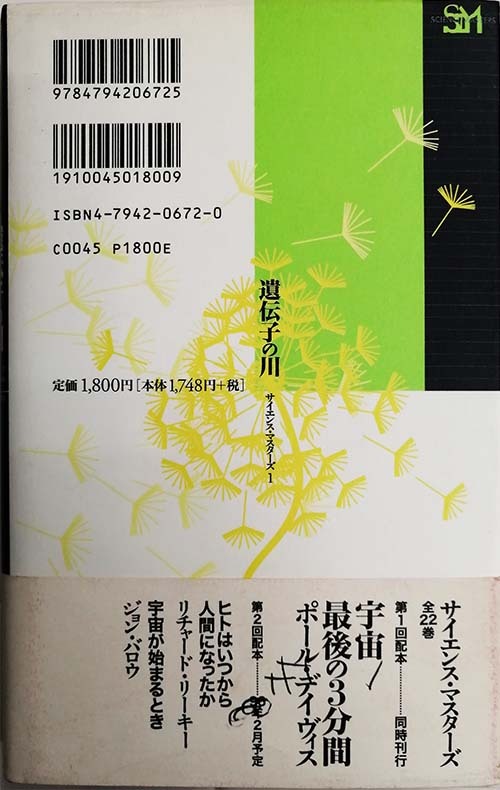 SM
SCIENCE MASTERS
9784794206725
1910045018009
ISBN4-7942-0672-0
C0045 P1800E
遺伝子の川
サイエンス・マスターズ1
定価1,800円[本体1,748円+税]
サイエンス・マスターズ
全22巻
第1回配本…………同時刊行
宇宙
最後の3分間
ポール・デイヴィス
第2回配本…………2月予定
ヒトはいつから
人間になったか
リチャード・リーキー
宇宙が始まるとき
ジョン・バロウ